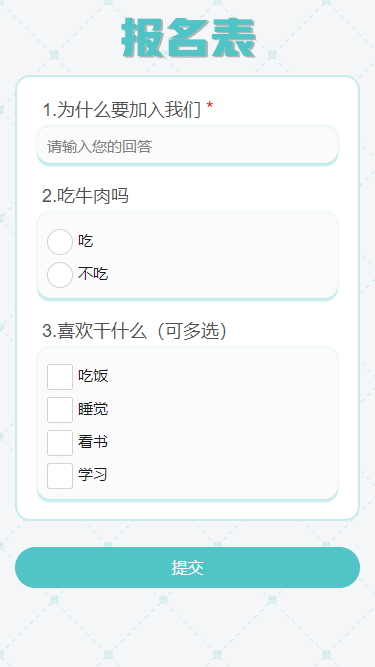 报名表
1.为什么要加入我们 *
请输入您的回答
2.吃牛肉吗
吃
不吃
3.喜欢干什么（可多选）
吃饭
睡觉
看书
学习
提交